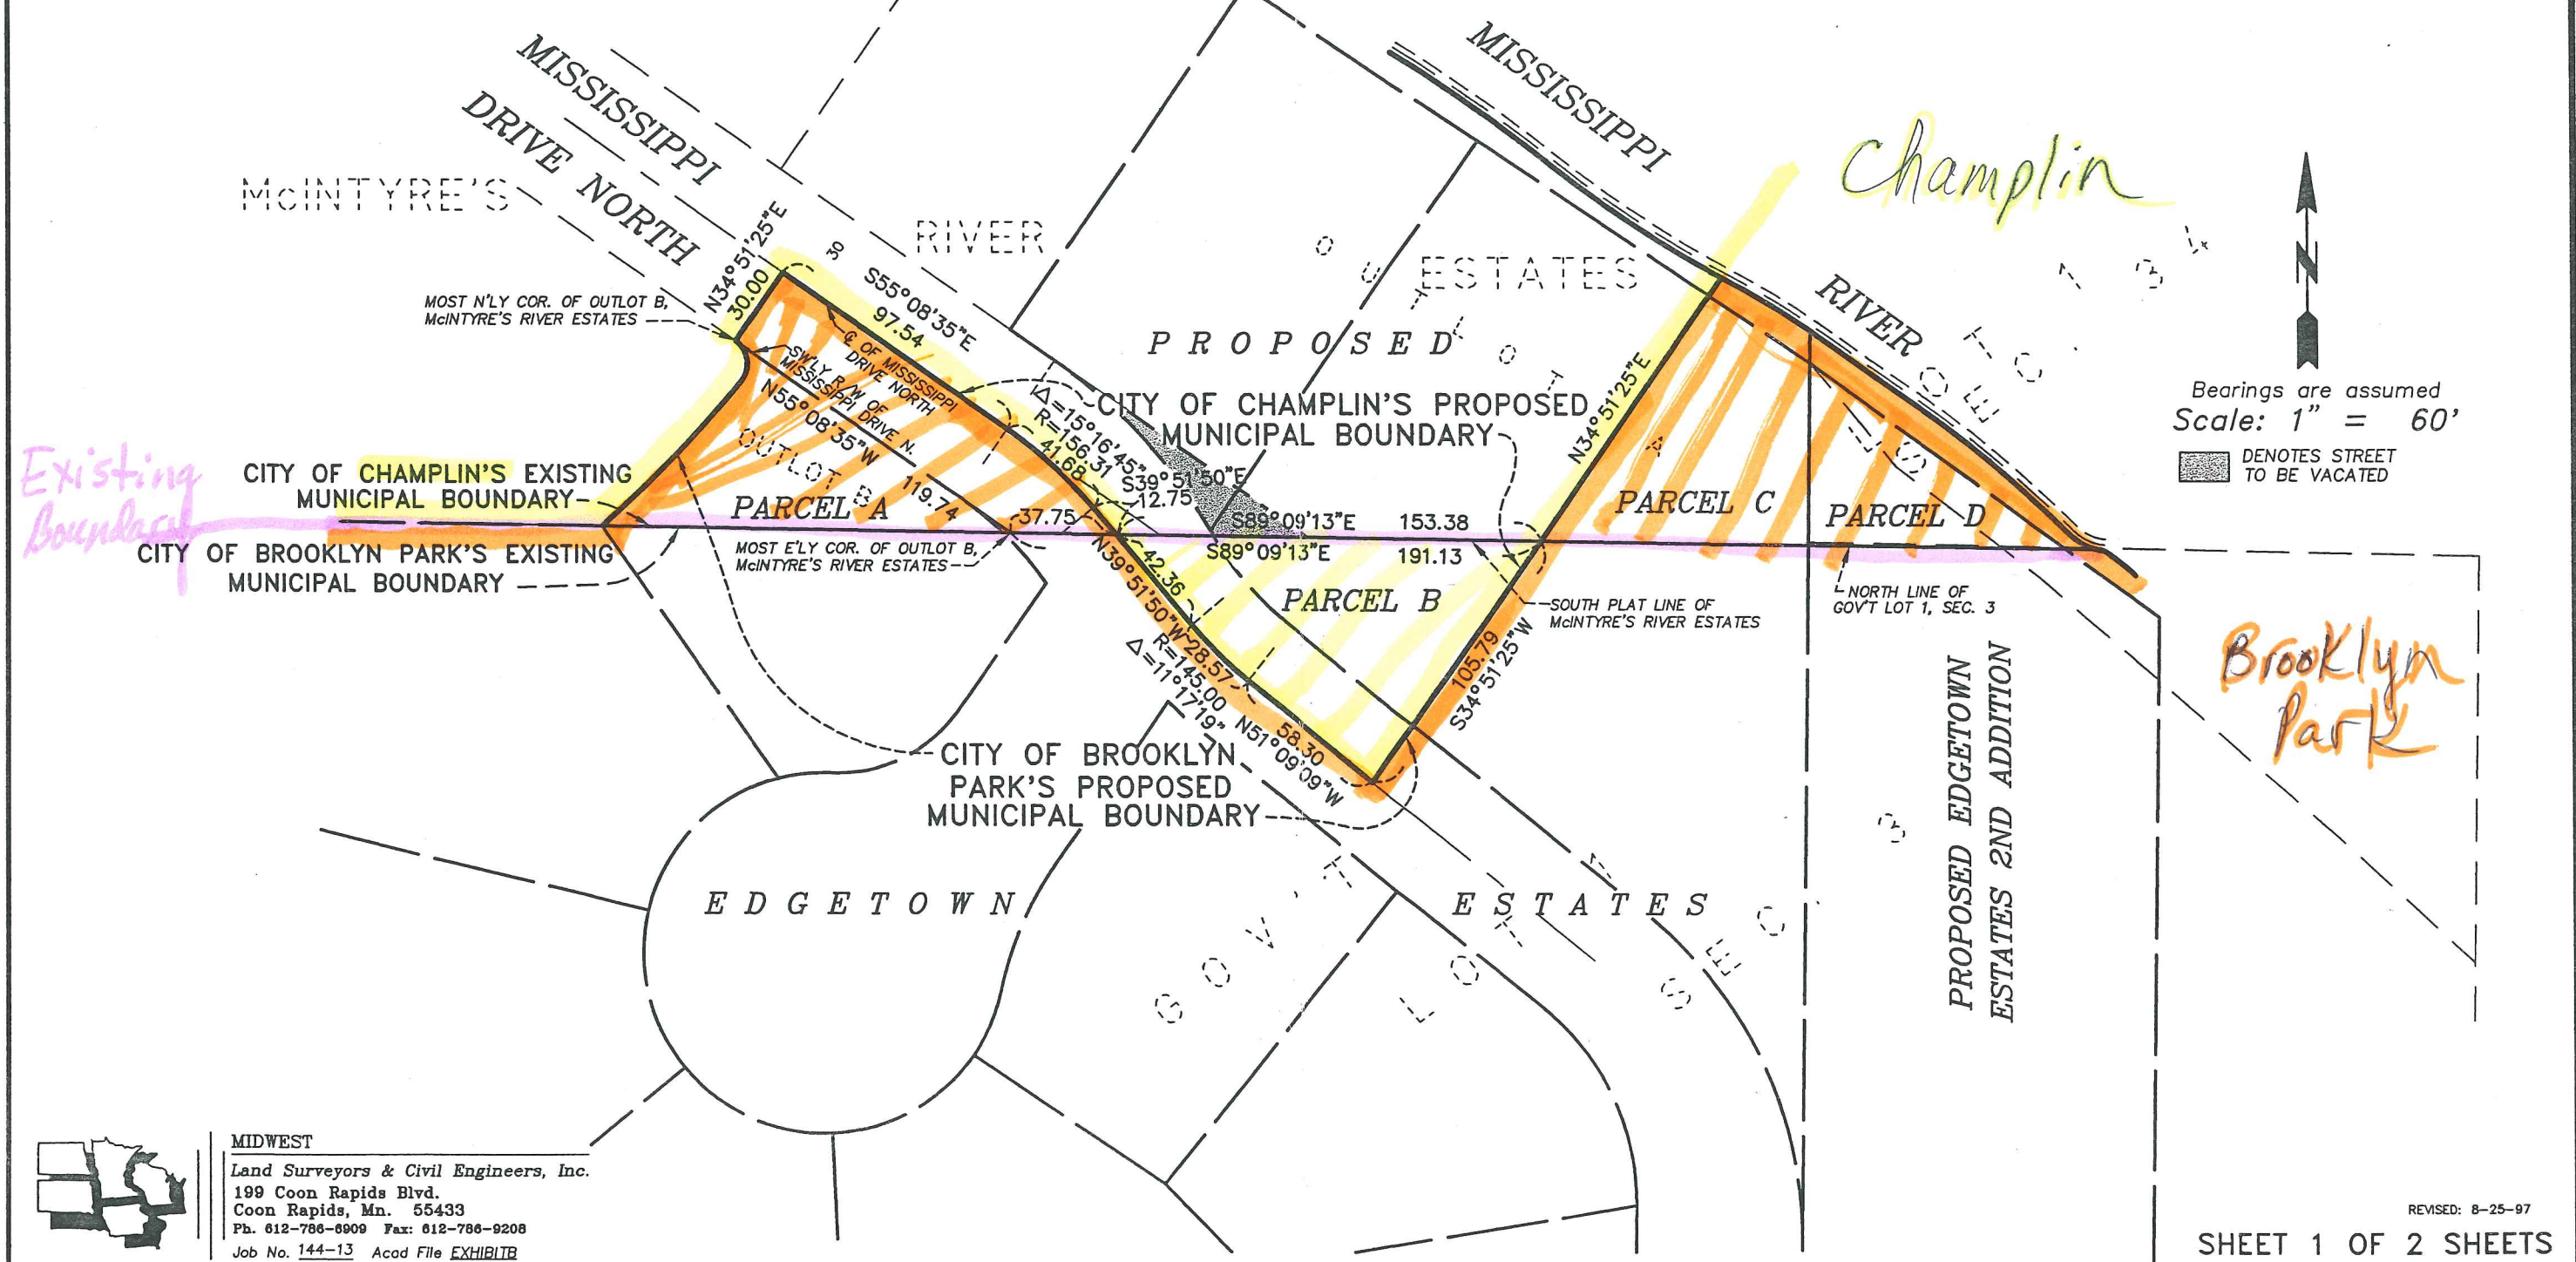 MISSISSIPPI
DRIVE NORTH
MISSISSIPPI
RIVER
Champlin
McINTYRE'S
RIVER
ESTATES
OUTLOT
A
N
Bearings are assumed
Scale: 1" = 60'
DENOTES STREET
TO BE VACATED
MOST N'LY COR. OF OUTLOT B,
McINTYRE'S RIVER ESTATES
N34°51'25"E
30.00
30
S55°08'35"E
97.54
℄ OF MISSISSIPPI
DRIVE NORTH
SW'LY R/W OF
MISSISSIPPI DRIVE N.
N55°08'35"W
119.74
OUTLOT B
PARCEL A
37.75
Δ=15°16'45"
R=156.31
41.68
S39°51'50"E
12.75
PROPOSED
CITY OF CHAMPLIN'S PROPOSED
MUNICIPAL BOUNDARY
N34°51'25"E
PARCEL C
PARCEL D
Existing
Boundary
CITY OF CHAMPLIN'S EXISTING
MUNICIPAL BOUNDARY
CITY OF BROOKLYN PARK'S EXISTING
MUNICIPAL BOUNDARY
MOST E'LY COR. OF OUTLOT B,
McINTYRE'S RIVER ESTATES
S89°09'13"E 153.38
S89°09'13"E 191.13
PARCEL B
42.36
N39°51'50"W
28.57
R=145.00
Δ=11°17'19"
58.30
N51°09'09"W
105.79
S34°51'25"W
SOUTH PLAT LINE OF
McINTYRE'S RIVER ESTATES
NORTH LINE OF
GOV'T LOT 1, SEC. 3
Brooklyn
Park
CITY OF BROOKLYN
PARK'S PROPOSED
MUNICIPAL BOUNDARY
EDGETOWN
ESTATES
GOV'T
LOT 1
SEC. 3
PROPOSED EDGETOWN
ESTATES 2ND ADDITION
MIDWEST
Land Surveyors & Civil Engineers, Inc.
199 Coon Rapids Blvd.
Coon Rapids, Mn. 55433
Ph. 612-786-6909 Fax: 612-786-9208
Job No. 144-13 Acad File EXHIBITB
REVISED: 8-25-97
SHEET 1 OF 2 SHEETS